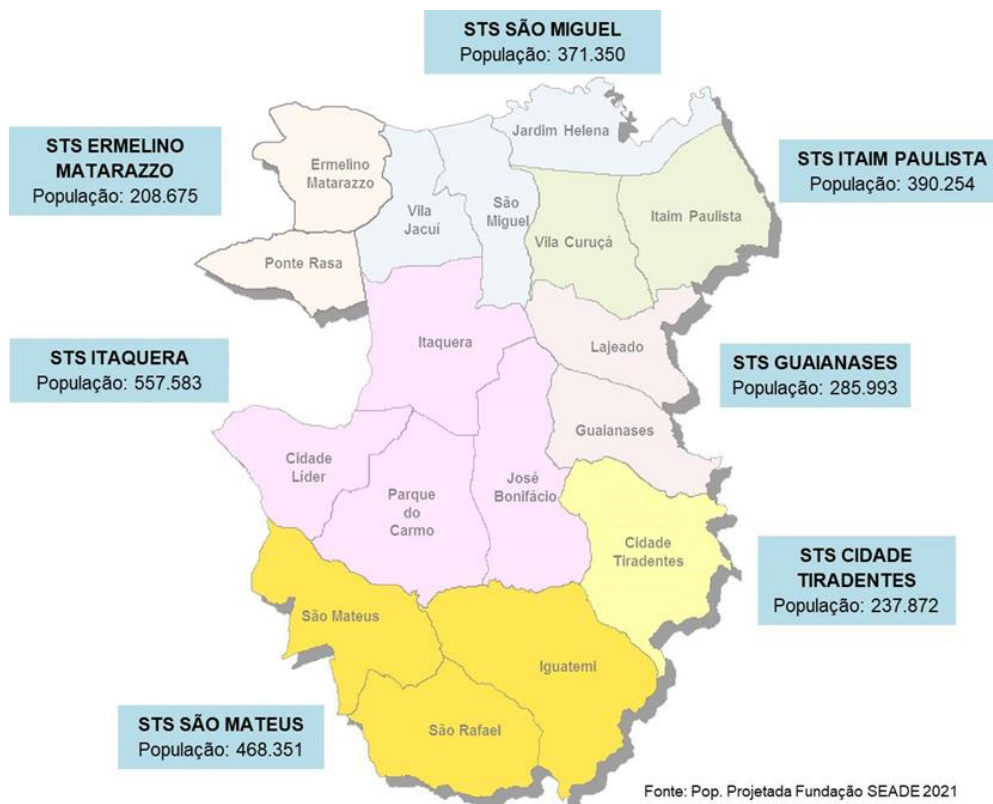 STS SÃO MIGUEL
População: 371.350
Jardim Helena
STS ERMELINO
MATARAZZO
População: 208.675
Ermelino
Matarazzo
STS ITAIM PAULISTA
População: 390.254
Vila
Jacuí
São
Miguel
Itaim Paulista
Vila Curuçá
Ponte Rasa
Itaquera
Lajeado
STS ITAQUERA
População: 557.583
STS GUAIANASES
População: 285.993
Guaianases
Cidade
Líder
José
Bonifácio
Parque
do
Carmo
Cidade
Tiradentes
STS CIDADE
TIRADENTES
População: 237.872
São Mateus
Iguatemi
STS SÃO MATEUS
População: 468.351
São Rafael
Fonte: Pop. Projetada Fundação SEADE 2021